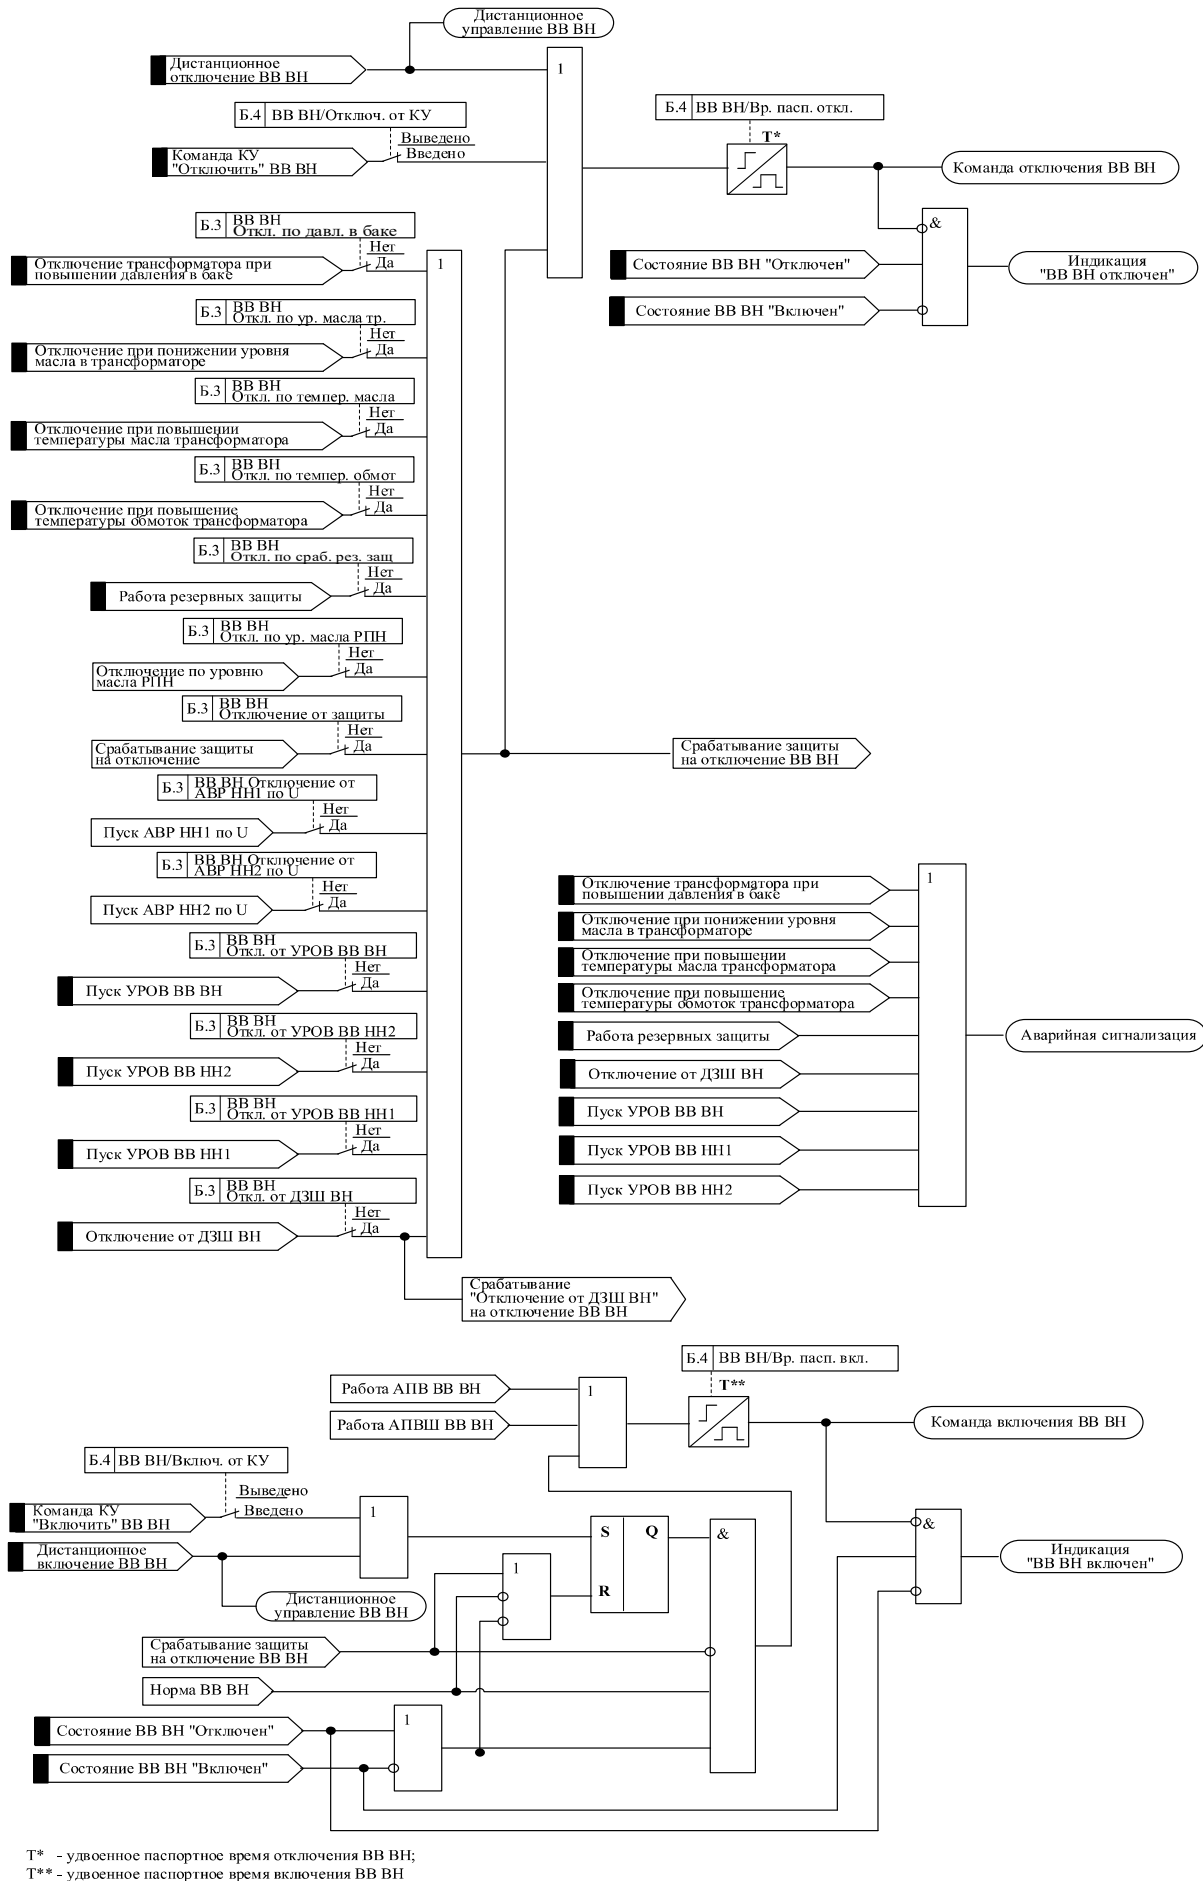 Дистанционное
управление ВВ ВН
Дистанционное
отключение ВВ ВН
1
Б.4 ВВ ВН/Отключ. от КУ
Выведено
Введено
Команда КУ
"Отключить" ВВ ВН
Б.4 ВВ ВН/Вр. пасп. откл.
T*
Команда отключения ВВ ВН
&
Состояние ВВ ВН "Отключен"
Состояние ВВ ВН "Включен"
Индикация
"ВВ ВН отключен"
Б.3 ВВ ВН
Откл. по давл. в баке
Нет
Да
1
Отключение трансформатора при
повышении давления в баке
Б.3 ВВ ВН
Откл. по ур. масла тр.
Нет
Да
Отключение при понижении уровня
масла в трансформаторе
Б.3 ВВ ВН
Откл. по темпер. масла
Нет
Да
Отключение при повышении
температуры масла трансформатора
Б.3 ВВ ВН
Откл. по темпер. обмот
Нет
Да
Отключение при повышение
температуры обмоток трансформатора
Б.3 ВВ ВН
Откл. по сраб. рез. защ
Нет
Да
Работа резервных защиты
Б.3 ВВ ВН
Откл. по ур. масла РПН
Нет
Да
Отключение по уровню
масла РПН
Б.3 ВВ ВН
Отключение от защиты
Нет
Да
Срабатывание защиты
на отключение
Срабатывание защиты
на отключение ВВ ВН
Б.3 ВВ ВН Отключение от
АВР НН1 по U
Нет
Да
Пуск АВР НН1 по U
Б.3 ВВ ВН Отключение от
АВР НН2 по U
Нет
Да
Пуск АВР НН2 по U
Б.3 ВВ ВН
Откл. от УРОВ ВВ ВН
Нет
Да
Пуск УРОВ ВВ ВН
Б.3 ВВ ВН
Откл. от УРОВ ВВ НН2
Нет
Да
Пуск УРОВ ВВ НН2
Б.3 ВВ ВН
Откл. от УРОВ ВВ НН1
Нет
Да
Пуск УРОВ ВВ НН1
Б.3 ВВ ВН
Откл. от ДЗШ ВН
Нет
Да
Отключение от ДЗШ ВН
Срабатывание
"Отключение от ДЗШ ВН"
на отключение ВВ ВН
1
Отключение трансформатора при
повышении давления в баке
Отключение при понижении уровня
масла в трансформаторе
Отключение при повышении
температуры масла трансформатора
Отключение при повышение
температуры обмоток трансформатора
Работа резервных защиты
Отключение от ДЗШ ВН
Пуск УРОВ ВВ ВН
Пуск УРОВ ВВ НН1
Пуск УРОВ ВВ НН2
Аварийная сигнализация
Б.4 ВВ ВН/Вр. пасп. вкл.
T**
Работа АПВ ВВ ВН
Работа АПВШ ВВ ВН
1
Команда включения ВВ ВН
Б.4 ВВ ВН/Включ. от КУ
Выведено
Введено
Команда КУ
"Включить" ВВ ВН
Дистанционное
включение ВВ ВН
1
S Q
R
&
&
Индикация
"ВВ ВН включен"
1
Дистанционное
управление ВВ ВН
Срабатывание защиты
на отключение ВВ ВН
Норма ВВ ВН
1
Состояние ВВ ВН "Отключен"
Состояние ВВ ВН "Включен"
T* - удвоенное паспортное время отключения ВВ ВН;
T** - удвоенное паспортное время включения ВВ ВН